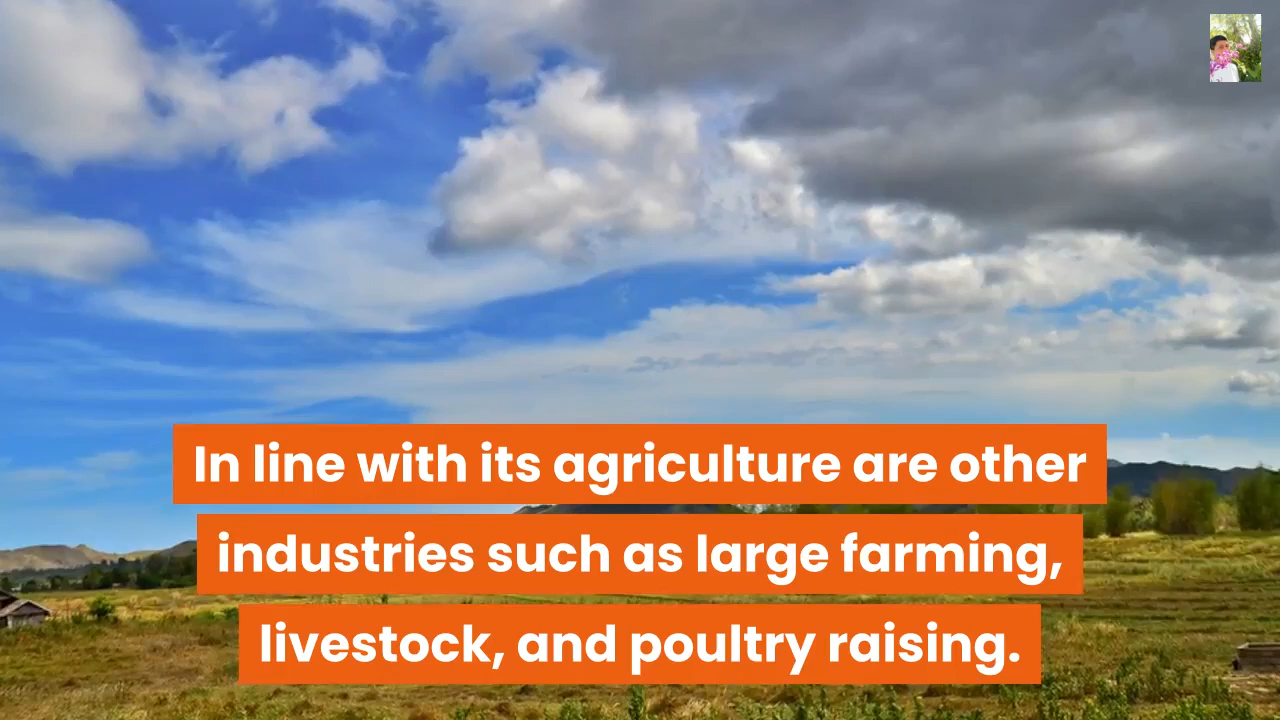 In line with its agriculture are other
industries such as large farming,
livestock, and poultry raising.